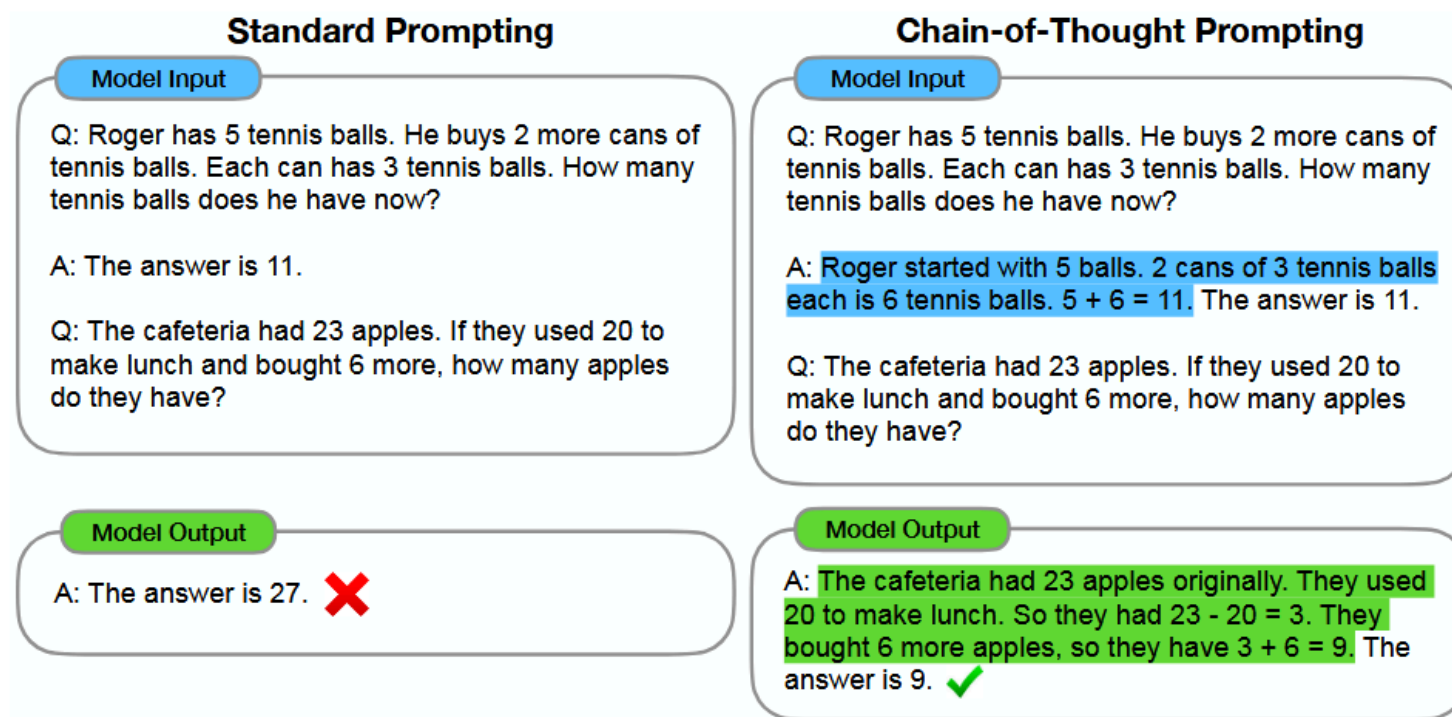 Standard Prompting
Model Input
Q: Roger has 5 tennis balls. He buys 2 more cans of
tennis balls. Each can has 3 tennis balls. How many
tennis balls does he have now?
A: The answer is 11.
Q: The cafeteria had 23 apples. If they used 20 to
make lunch and bought 6 more, how many apples
do they have?
Model Output
A: The answer is 27.
Chain-of-Thought Prompting
Model Input
Q: Roger has 5 tennis balls. He buys 2 more cans of
tennis balls. Each can has 3 tennis balls. How many
tennis balls does he have now?
A: Roger started with 5 balls. 2 cans of 3 tennis balls
each is 6 tennis balls. 5 + 6 = 11. The answer is 11.
Q: The cafeteria had 23 apples. If they used 20 to
make lunch and bought 6 more, how many apples
do they have?
Model Output
A: The cafeteria had 23 apples originally. They used
20 to make lunch. So they had 23 - 20 = 3. They
bought 6 more apples, so they have 3 + 6 = 9. The
answer is 9.